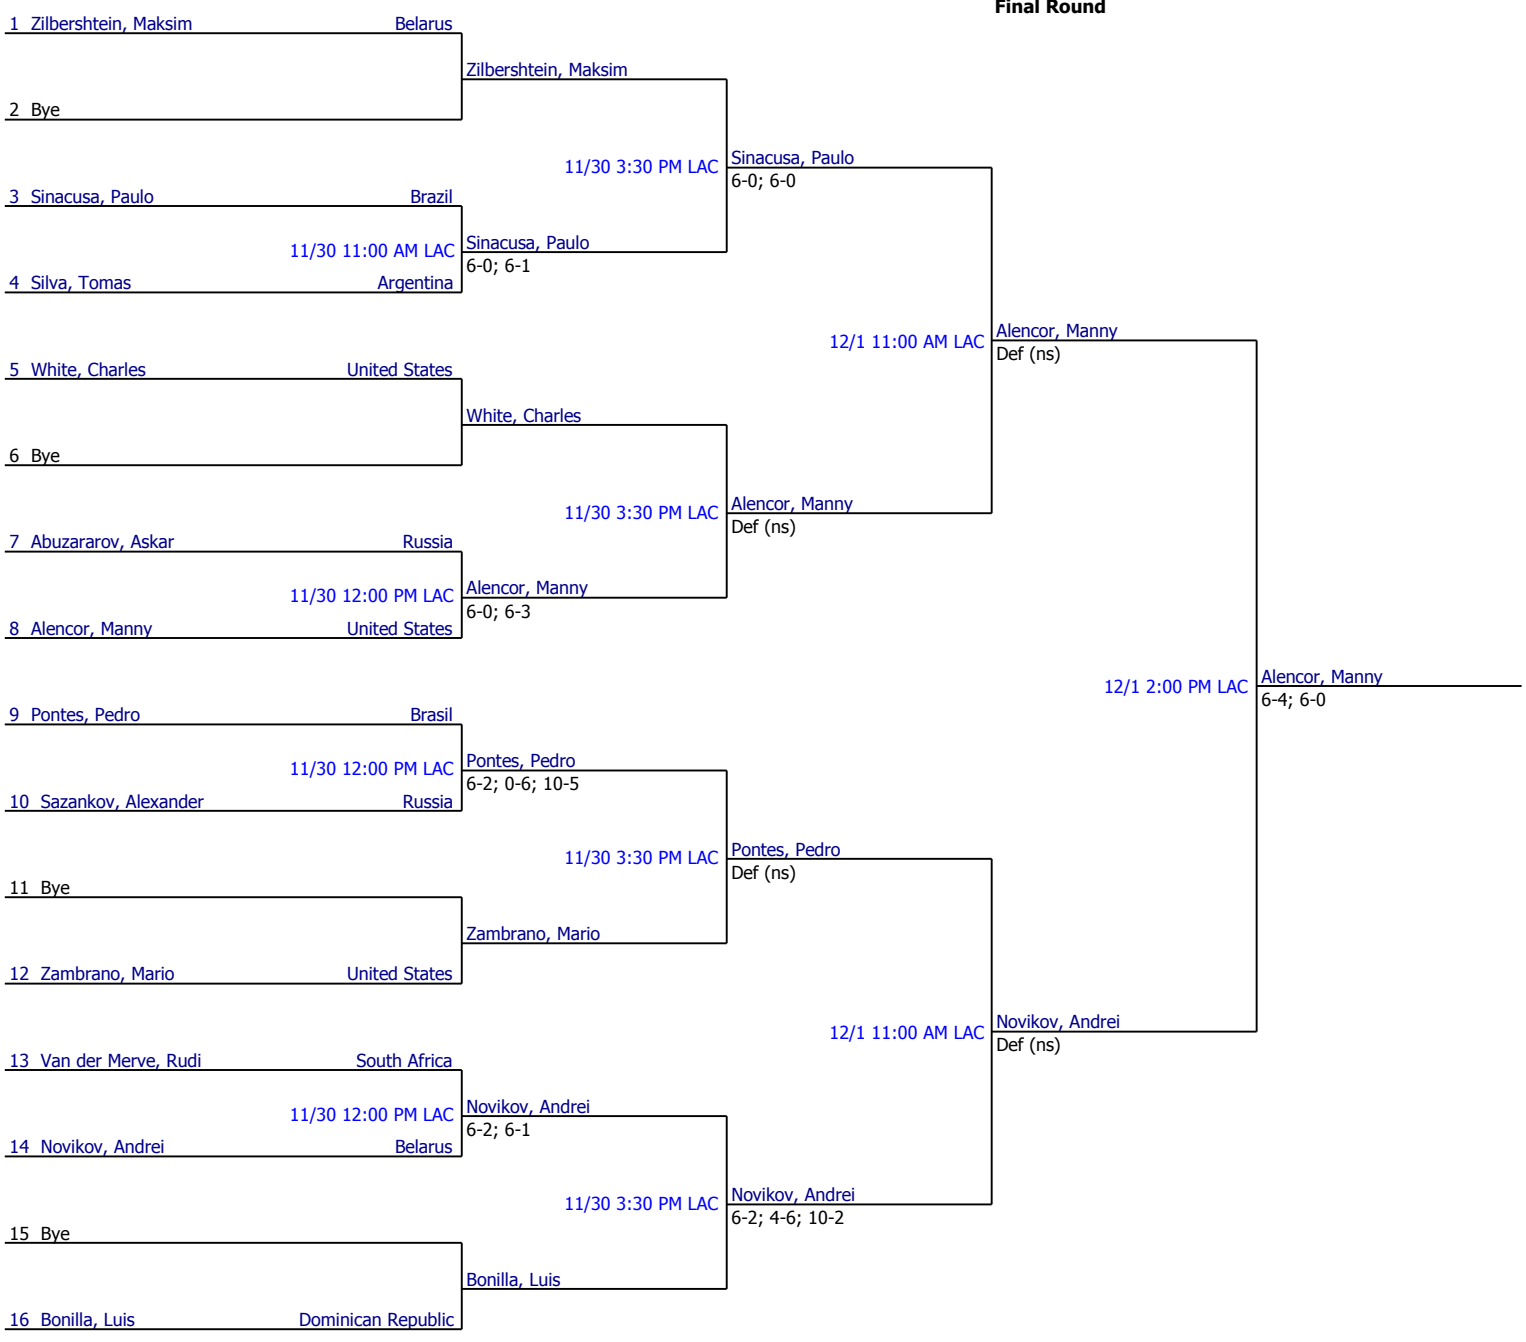 Final Round
1 Zilbershtein, Maksim Belarus
Zilbershtein, Maksim
2 Bye
11/30 3:30 PM LAC Sinacusa, Paulo
6-0; 6-0
3 Sinacusa, Paulo Brazil
11/30 11:00 AM LAC Sinacusa, Paulo
6-0; 6-1
4 Silva, Tomas Argentina
12/1 11:00 AM LAC Alencor, Manny
Def (ns)
5 White, Charles United States
White, Charles
6 Bye
11/30 3:30 PM LAC Alencor, Manny
Def (ns)
7 Abuzararov, Askar Russia
11/30 12:00 PM LAC Alencor, Manny
6-0; 6-3
8 Alencor, Manny United States
12/1 2:00 PM LAC Alencor, Manny
6-4; 6-0
9 Pontes, Pedro Brasil
11/30 12:00 PM LAC Pontes, Pedro
6-2; 0-6; 10-5
10 Sazankov, Alexander Russia
11/30 3:30 PM LAC Pontes, Pedro
Def (ns)
11 Bye
Zambrano, Mario
12 Zambrano, Mario United States
12/1 11:00 AM LAC Novikov, Andrei
Def (ns)
13 Van der Merve, Rudi South Africa
11/30 12:00 PM LAC Novikov, Andrei
6-2; 6-1
14 Novikov, Andrei Belarus
11/30 3:30 PM LAC Novikov, Andrei
6-2; 4-6; 10-2
15 Bye
Bonilla, Luis
16 Bonilla, Luis Dominican Republic